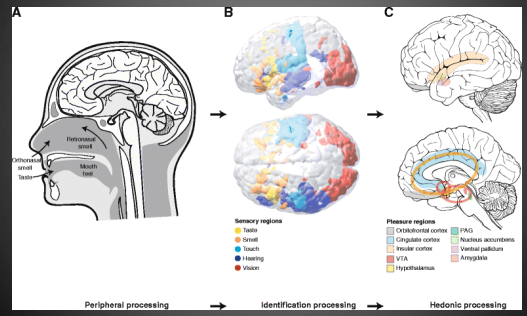 A
B
C
Retronasal
smell
Orthonasal
smell
Taste
Mouth
feel
Sensory regions
Taste
Smell
Touch
Hearing
Vision
Pleasure regions
Orbitofrontal cortex
Cingulate cortex
Insular cortex
VTA
Hypothalamus
PAG
Nucleus accumbens
Ventral pallidum
Amygdala
Peripheral processing
Identification processing
Hedonic processing